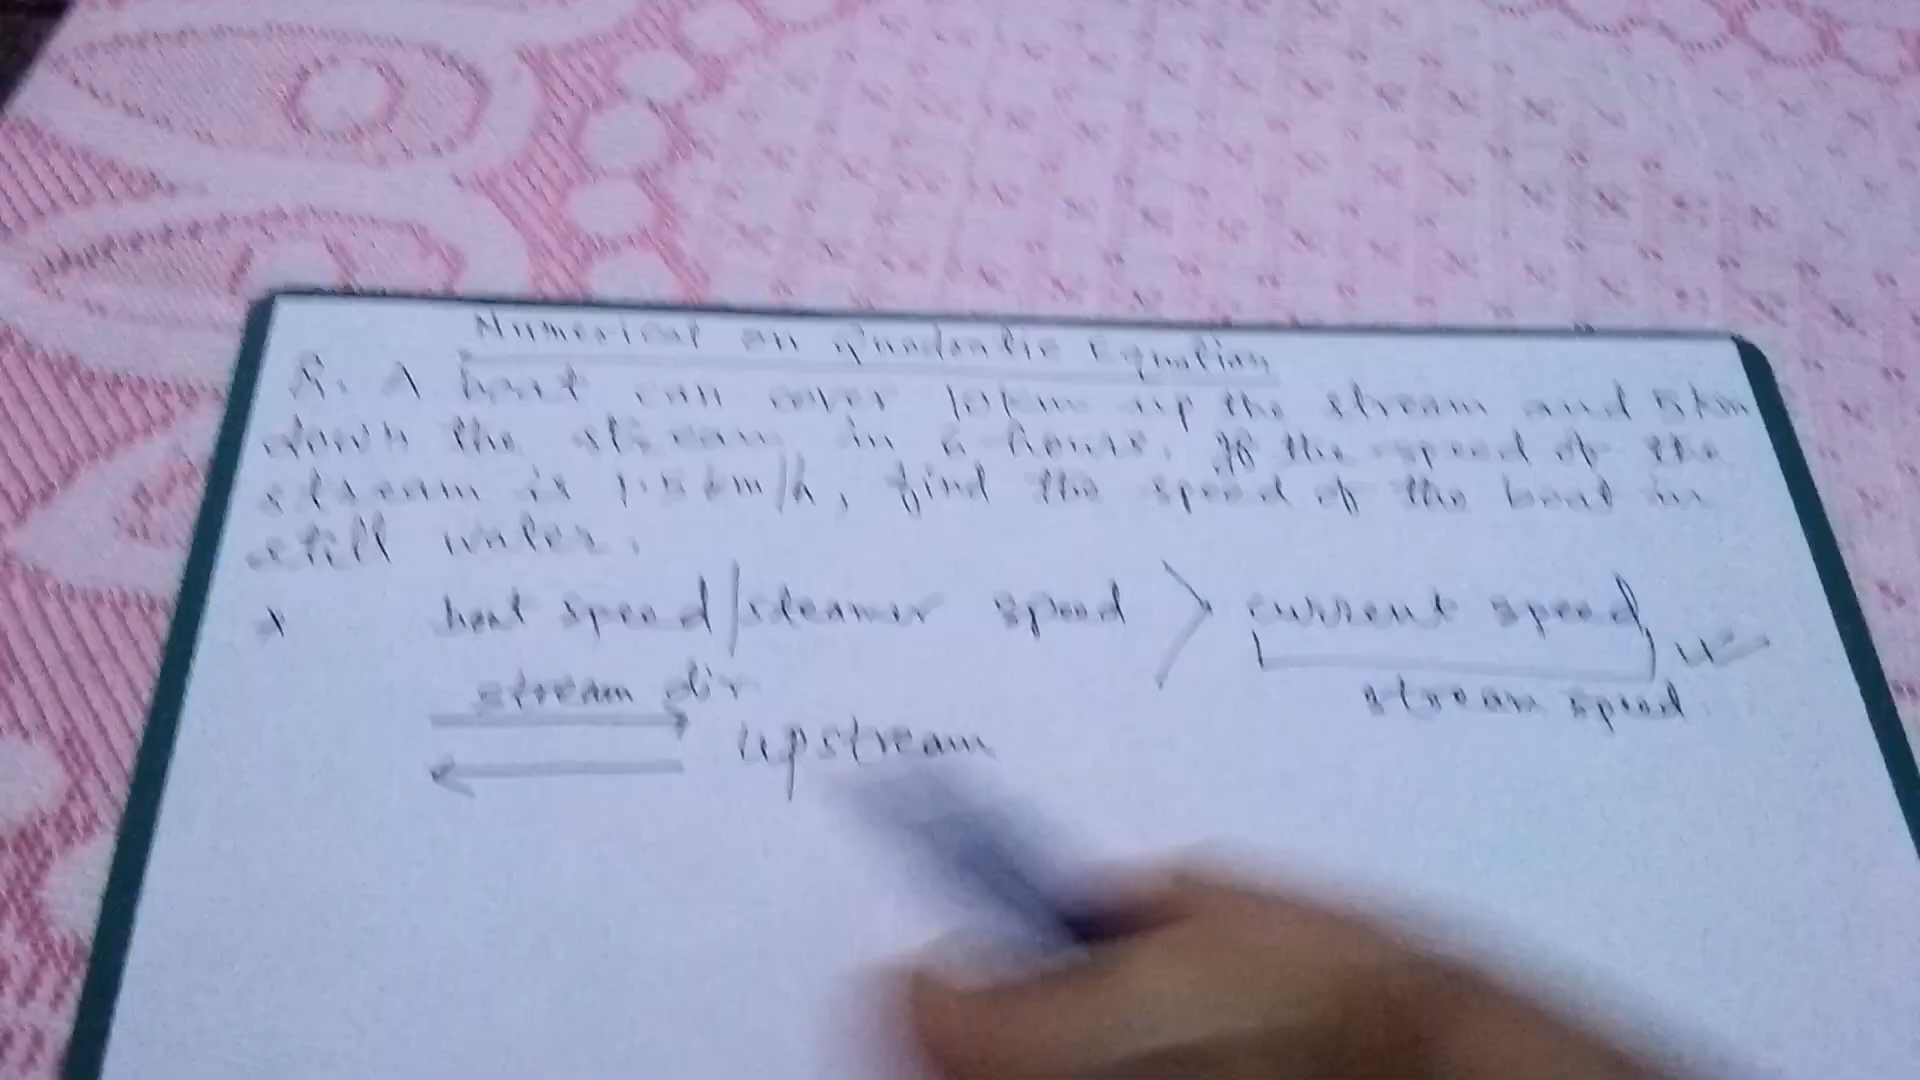 Numerical on Quadratic Equation
Q. A boat can cover 10km up the stream and 5km
down the stream in 6 hours. If the speed of the
stream is 1.5 km/h, find the speed of the boat in
still water.
boat speed/steamer speed > current speed
stream dir
stream speed
upstream